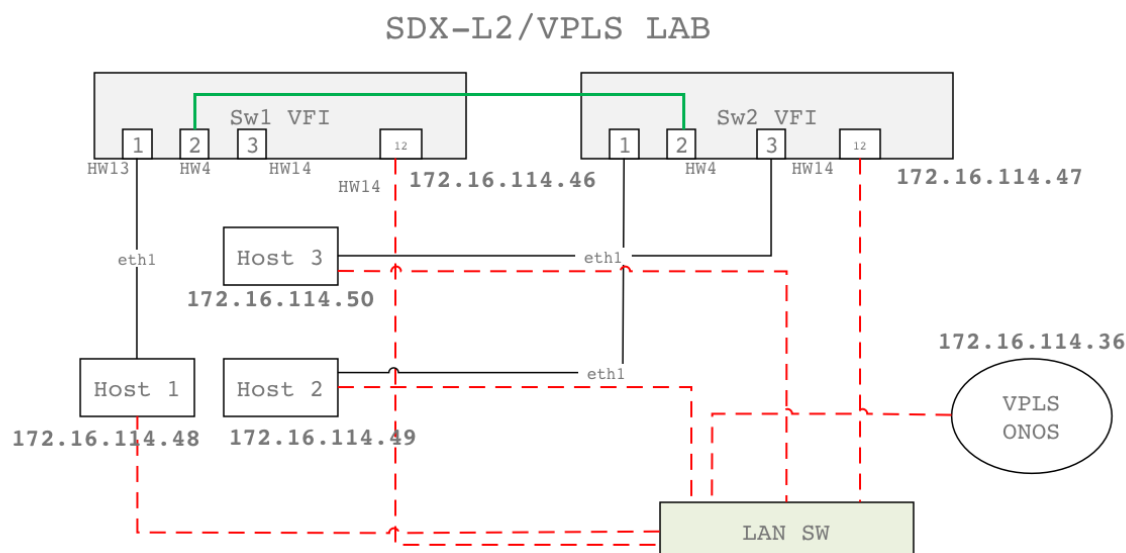 SDX-L2/VPLS LAB
Sw1 VFI
Sw2 VFI
1
2
3
12
1
2
3
12
HW13
HW4
HW14
HW14
172.16.114.46
HW4
HW14
172.16.114.47
eth1
Host 3
eth1
172.16.114.50
172.16.114.36
Host 1
Host 2
eth1
VPLS
ONOS
172.16.114.48
172.16.114.49
LAN SW